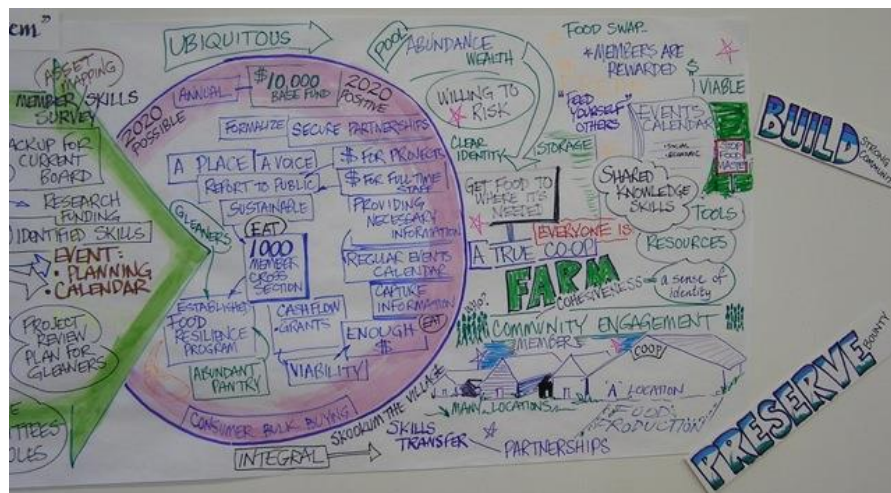 em"
ASSET
MAPPING
MEMBER/SKILLS
SURVEY
BACKUP FOR
CURRENT
BOARD
RESEARCH
FUNDING
IDENTIFIED SKILLS
EVENT:
• PLANNING
• CALENDAR
PROJECT
REVIEW
PLAN FOR
GLEANERS
UBIQUITOUS
2020
POSSIBLE
ANNUAL
$10,000
BASE FUND
2020
POSITIVE
FORMALIZE
SECURE PARTNERSHIPS
A PLACE
A VOICE
$ FOR PROJECTS
REPORT TO PUBLIC
$ FOR FULL TIME
STAFF
SUSTAINABLE
PROVIDING
NECESSARY
INFORMATION
GLEANERS
EAT
1000
MEMBER
CROSS
SECTION
REGULAR EVENTS
CALENDAR
CAPTURE
INFORMATION
ESTABLISHED
FOOD
RESILIENCE
PROGRAM
CASHFLOW
GRANTS
ENOUGH
$
EAT
ABUNDANT
PANTRY
VIABILITY
CONSUMER BULK BUYING
INTEGRAL
SKOOKUM THE VILLAGE
SKILLS
TRANSFER
PARTNERSHIPS
POOL
ABUNDANCE
WEALTH
WILLING TO
RISK
CLEAR
IDENTITY
STORAGE
GET FOOD TO
WHERE IT'S
NEEDED
FOOD SWAP
* MEMBERS ARE
REWARDED $
VIABLE
"FEED
YOURSELF"
OTHERS
EVENTS
CALENDAR
STOP
FOOD
WASTE
SHARED
KNOWLEDGE
SKILLS
TOOLS
RESOURCES
EVERYONE IS
A TRUE CO-OP
FARM
COHESIVENESS
a sense of
identity
COMMUNITY ENGAGEMENT
MEMBER
COOP
"A" LOCATION
MANY LOCATIONS
FOOD
PRODUCTION
BUILD
STRONG
COMMUNITY
PRESERVE
BOUNTY